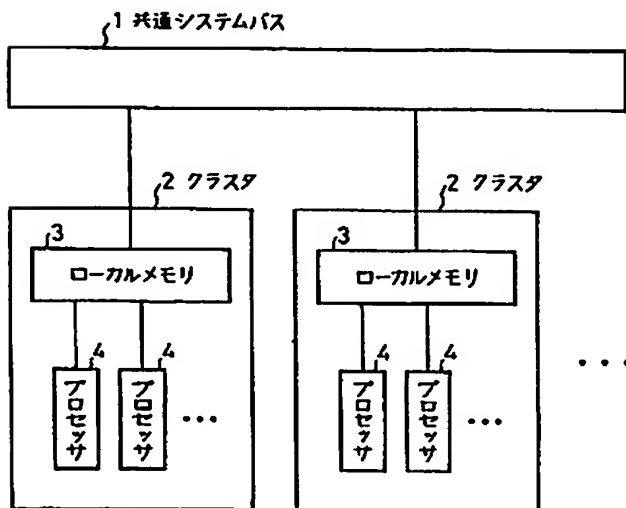 1 共通システムバス
2 クラスタ
2 クラスタ
3
3
ローカルメモリ
ローカルメモリ
4
4
4
4
プロセッサ
プロセッサ
...
プロセッサ
プロセッサ
...
...